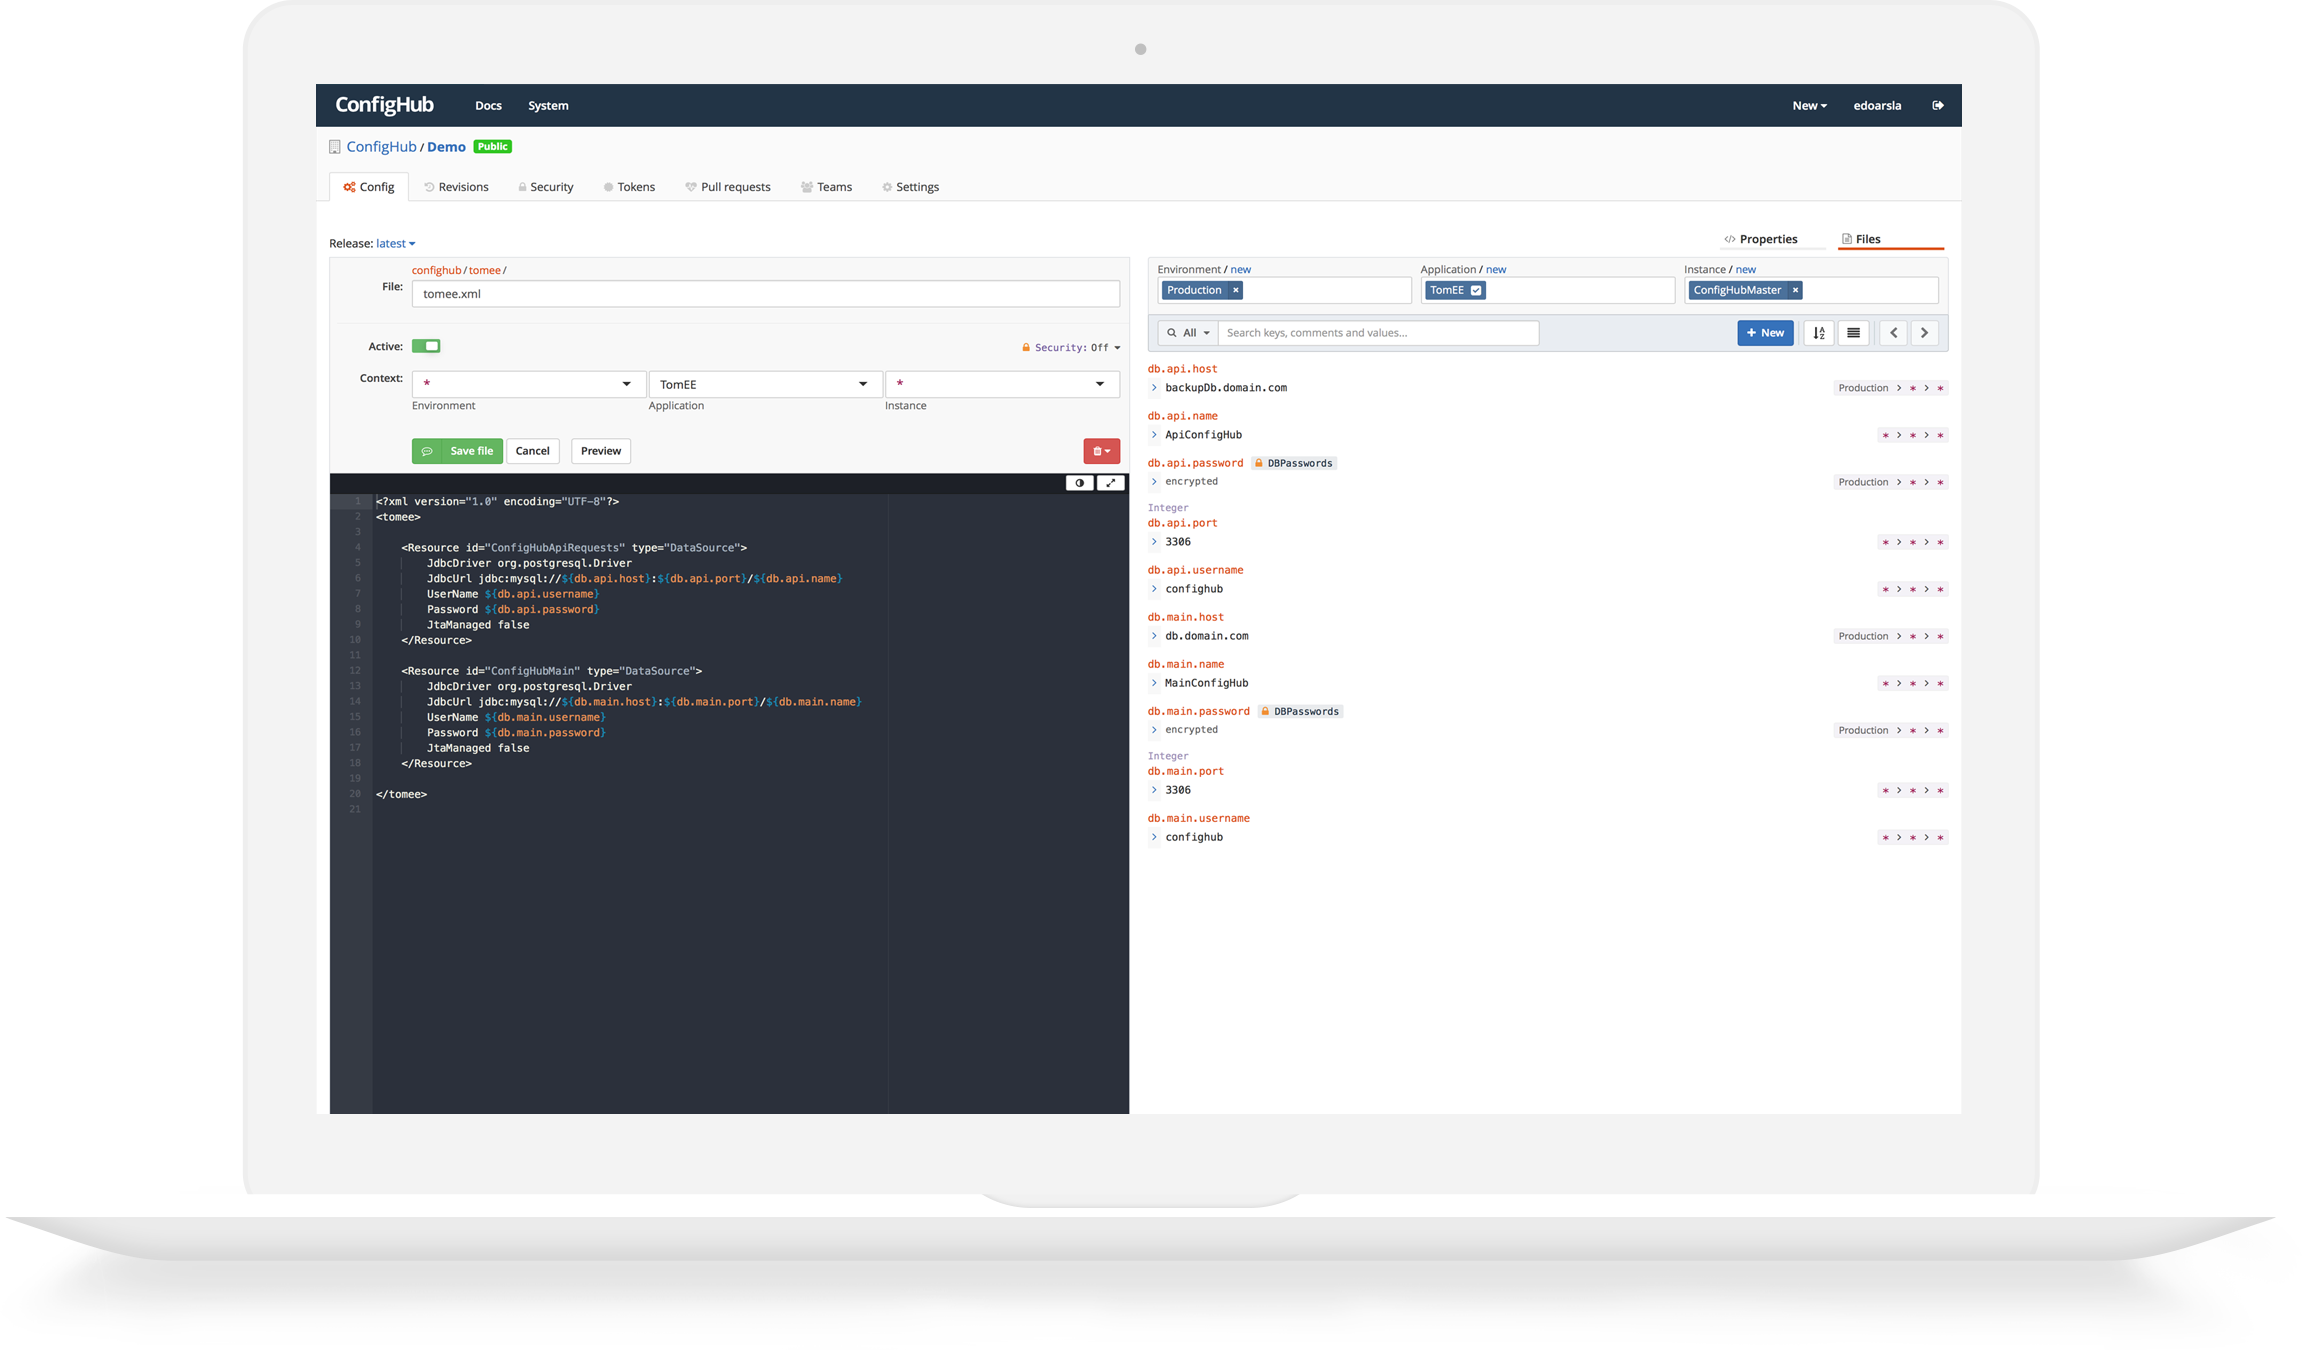 ConfigHub Docs System New edoarsla
ConfigHub / Demo Public
Config Revisions Security Tokens Pull requests Teams Settings
Release: latest
Properties Files
confighub/tomee/
File: tomee.xml
Active:
Security: Off
Context: * TomEE *
Environment Application Instance
Save file Cancel Preview
1 <?xml version="1.0" encoding="UTF-8"?>
2 <tomee>
3
4 <Resource id="ConfigHubApiRequests" type="DataSource">
5 JdbcDriver org.postgresql.Driver
6 JdbcUrl jdbc:mysql://${db.api.host}:${db.api.port}/${db.api.name}
7 UserName ${db.api.username}
8 Password ${db.api.password}
9 JtaManaged false
10 </Resource>
11
12 <Resource id="ConfigHubMain" type="DataSource">
13 JdbcDriver org.postgresql.Driver
14 JdbcUrl jdbc:mysql://${db.main.host}:${db.main.port}/${db.main.name}
15 UserName ${db.main.username}
16 Password ${db.main.password}
17 JtaManaged false
18 </Resource>
19
20 </tomee>
21
Environment / new Application / new Instance / new
Production × TomEE ConfigHubMaster ×
All Search keys, comments and values... + New
db.api.host
> backupDb.domain.com Production > * > *
db.api.name
> ApiConfigHub * > * > *
db.api.password DBPasswords
> encrypted Production > * > *
Integer
db.api.port
> 3306 * > * > *
db.api.username
> confighub * > * > *
db.main.host
> db.domain.com Production > * > *
db.main.name
> MainConfigHub * > * > *
db.main.password DBPasswords
> encrypted Production > * > *
Integer
db.main.port
> 3306 * > * > *
db.main.username
> confighub * > * > *